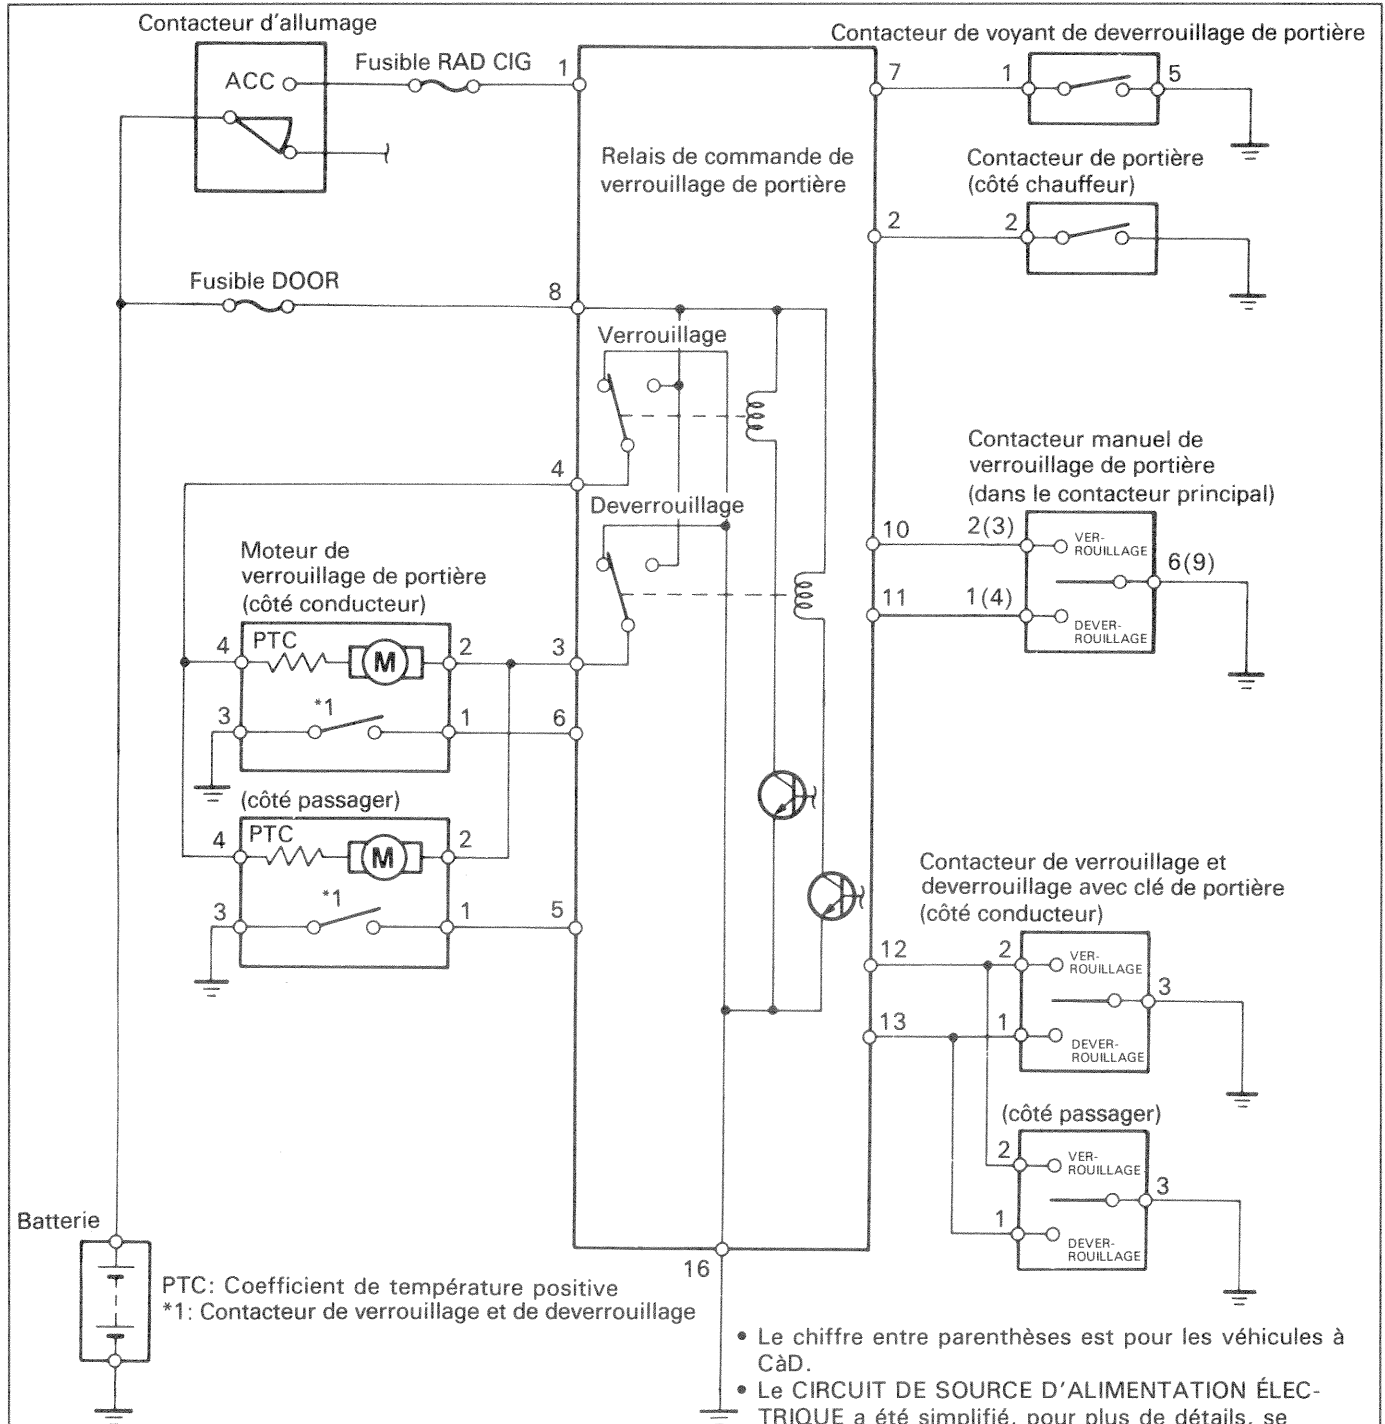 Contacteur d'allumage
Contacteur de voyant de deverrouillage de portière
Fusible RAD CIG
ACC
1
7
1
5
Relais de commande de
verrouillage de portière
Contacteur de portière
(côté chauffeur)
2
2
Fusible DOOR
8
Verrouillage
4
Deverrouillage
Contacteur manuel de
verrouillage de portière
(dans le contacteur principal)
10
2(3)
VER-
ROUILLAGE
6(9)
11
1(4)
DEVER-
ROUILLAGE
Moteur de
verrouillage de portière
(côté conducteur)
4
PTC
M
2
3
3
*1
1
6
(côté passager)
4
PTC
M
2
3
*1
1
5
Contacteur de verrouillage et
deverrouillage avec clé de portière
(côté conducteur)
12
2
VER-
ROUILLAGE
3
13
1
DEVER-
ROUILLAGE
(côté passager)
2
VER-
ROUILLAGE
3
1
DEVER-
ROUILLAGE
Batterie
16
PTC: Coefficient de température positive
*1: Contacteur de verrouillage et de deverrouillage
• Le chiffre entre parenthèses est pour les véhicules à
CàD.
• Le CIRCUIT DE SOURCE D'ALIMENTATION ÉLEC-
TRIQUE a été simplifié, pour plus de détails, se